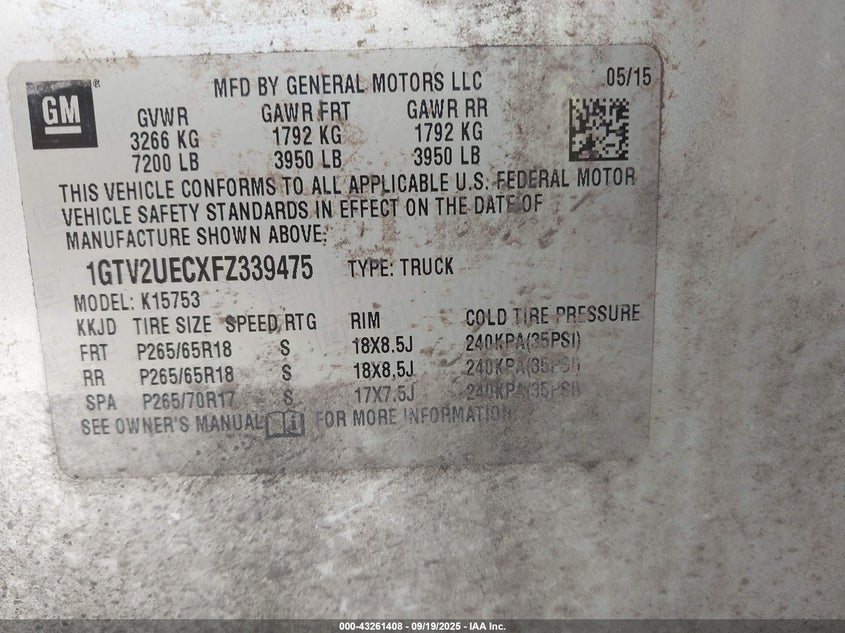 GM ®
MFD BY GENERAL MOTORS LLC 05/15
GVWR GAWR FRT GAWR RR
3266 KG 1792 KG 1792 KG
7200 LB 3950 LB 3950 LB
THIS VEHICLE CONFORMS TO ALL APPLICABLE U.S. FEDERAL MOTOR
VEHICLE SAFETY STANDARDS IN EFFECT ON THE DATE OF
MANUFACTURE SHOWN ABOVE.
1GTV2UECXFZ339475 TYPE: TRUCK
MODEL: K15753
KKJD TIRE SIZE SPEED RTG RIM COLD TIRE PRESSURE
FRT P265/65R18 S 18X8.5J 240KPA(35PSI)
RR P265/65R18 S 18X8.5J 240KPA(35PSI)
SPA P265/70R17 S 17X7.5J 240KPA(35PSI)
SEE OWNER'S MANUAL FOR MORE INFORMATION.
000-43261408 - 09/19/2025 - IAA Inc.